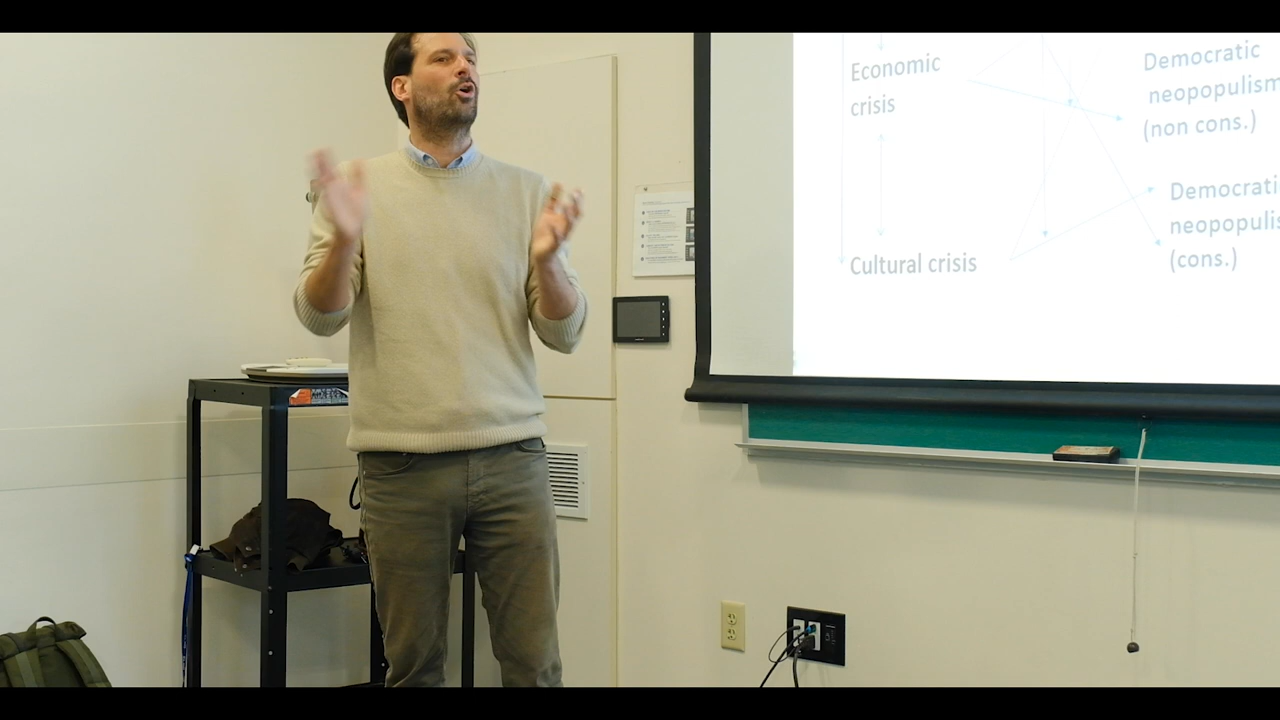 Economic
crisis
Cultural crisis
Democratic
neopopulism
(non cons.)
Democrati
neopopulis
(cons.)